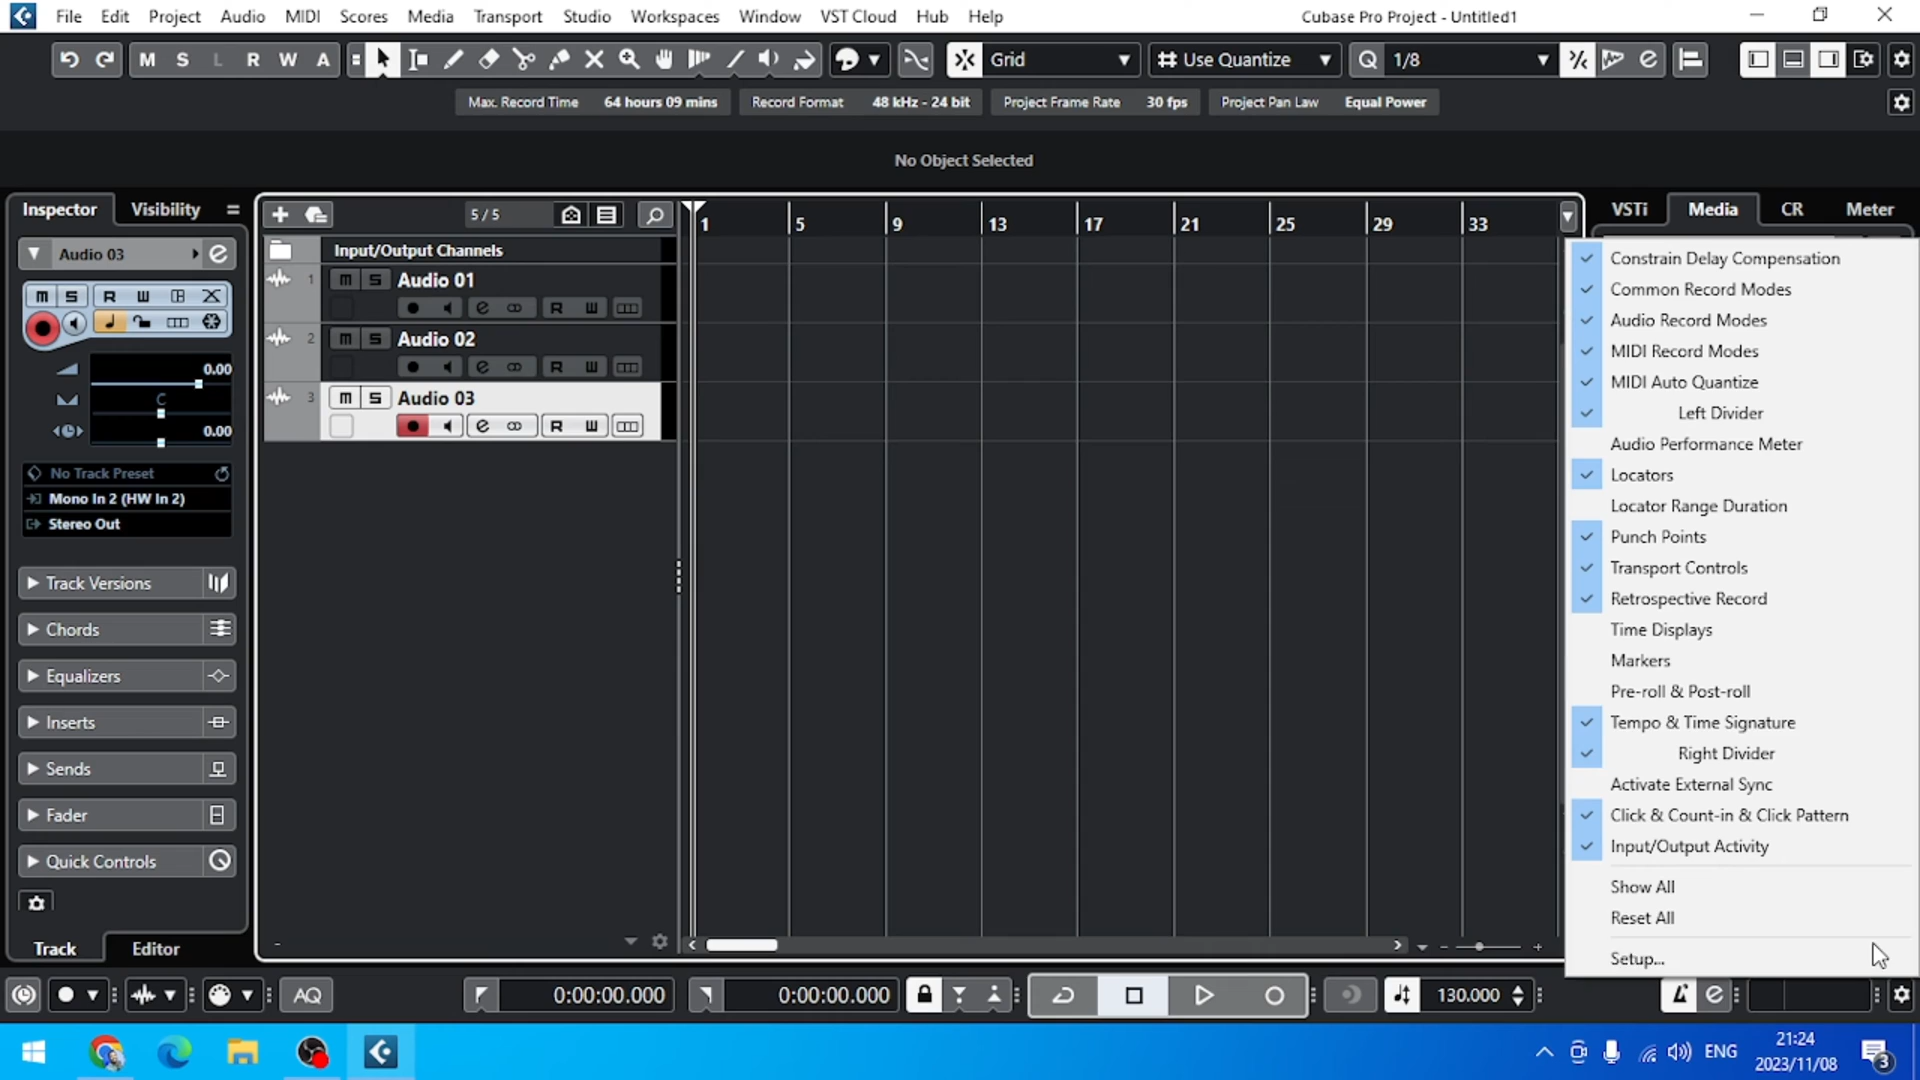 File Edit Project Audio MIDI Scores Media Transport Studio Workspaces Window VST Cloud Hub Help Cubase Pro Project - Untitled1
M S L R W A Grid Use Quantize Q 1/8
Max. Record Time 64 hours 09 mins Record Format 48 kHz - 24 bit Project Frame Rate 30 fps Project Pan Law Equal Power
No Object Selected
Inspector Visibility 5 / 5 1 5 9 13 17 21 25 29 33 VSTi Media CR Meter
Audio 03 e
M S R W
0.00
C
0.00
No Track Preset
Mono In 2 (HW In 2)
Stereo Out
Track Versions
Chords
Equalizers
Inserts
Sends
Fader
Quick Controls
Track Editor
Input/Output Channels
1 m S Audio 01
e R W
2 m S Audio 02
e R W
3 m S Audio 03
e R W
Constrain Delay Compensation
Common Record Modes
Audio Record Modes
MIDI Record Modes
MIDI Auto Quantize
Left Divider
Audio Performance Meter
Locators
Locator Range Duration
Punch Points
Transport Controls
Retrospective Record
Time Displays
Markers
Pre-roll & Post-roll
Tempo & Time Signature
Right Divider
Activate External Sync
Click & Count-in & Click Pattern
Input/Output Activity
Show All
Reset All
Setup...
AQ 0:00:00.000 0:00:00.000 130.000
ENG 21:24
2023/11/08 3